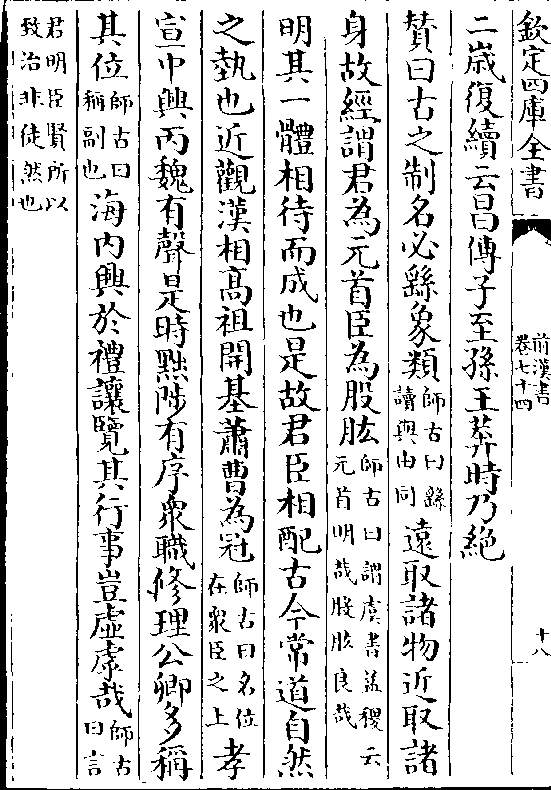 欽定四庫全書
前漢書
卷七十四
十八
二歲復續云昌傳子至孫王莽時乃絕
贊曰古之制名必繇象類師古曰繇讀與由同遠取諸物近取諸
身故經謂君為元首臣為股肱師古曰謂虞書益稷云元首明哉股肱良哉
明其一體相待而成也是故君臣相配古今常道自然
之埶也近觀漢相高祖開基蕭曹為冠師古曰名位在衆臣之上孝
宣中興丙魏有聲是時黜陟有序衆職修理公卿多稱
其位師古曰稱副也海內興於禮讓覽其行事豈虛虖哉師古曰言
君明臣賢所以致治非徒然也